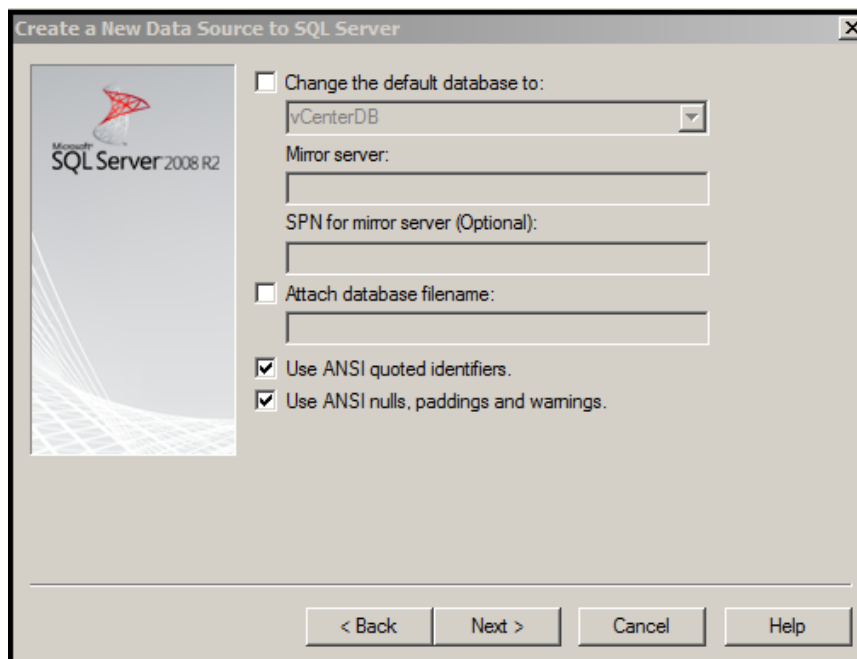 Create a New Data Source to SQL Server
Microsoft
SQL Server 2008 R2
Change the default database to:
vCenterDB
Mirror server:
SPN for mirror server (Optional):
Attach database filename:
Use ANSI quoted identifiers.
Use ANSI nulls, paddings and warnings.
< Back Next > Cancel Help